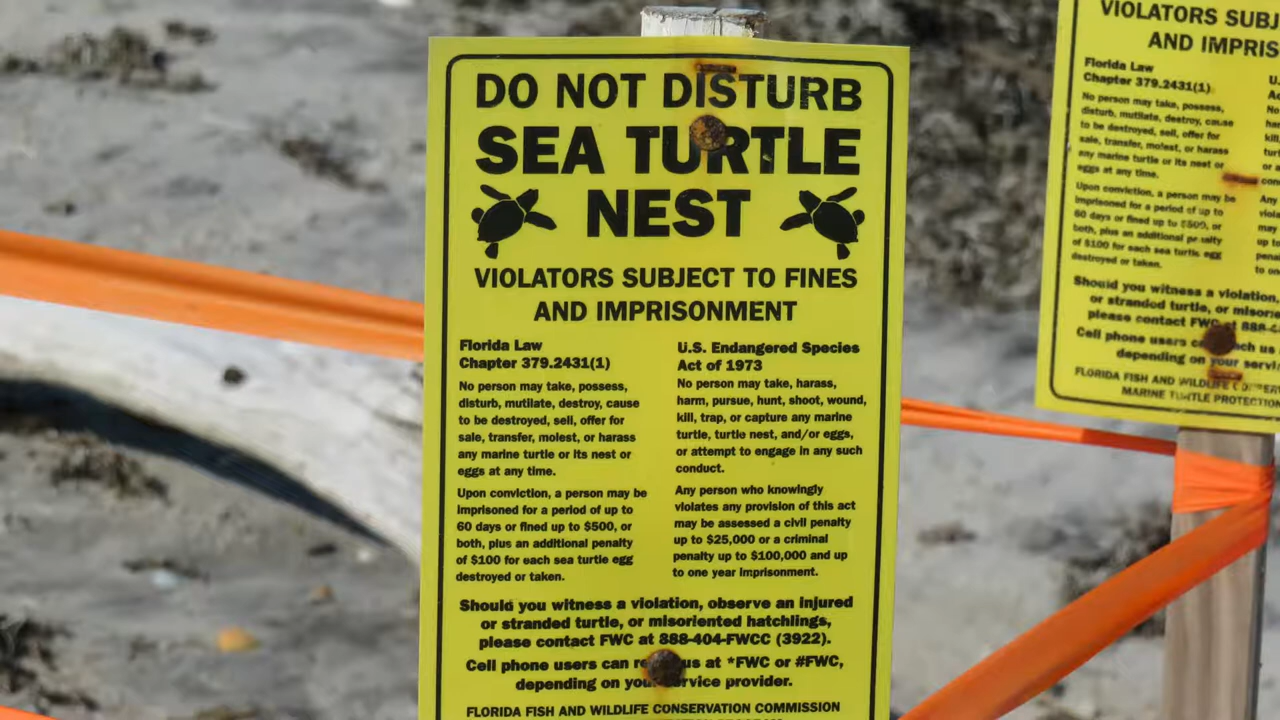 DO NOT DISTURB
SEA TURTLE
NEST
VIOLATORS SUBJECT TO FINES
AND IMPRISONMENT
Florida Law
Chapter 379.2431(1)
No person may take, possess,
disturb, mutilate, destroy, cause
to be destroyed, sell, offer for
sale, transfer, molest, or harass
any marine turtle or its nest or
eggs at any time.
Upon conviction, a person may be
imprisoned for a period of up to
60 days or fined up to $500, or
both, plus an additional penalty
of $100 for each sea turtle egg
destroyed or taken.
U.S. Endangered Species
Act of 1973
No person may take, harass,
harm, pursue, hunt, shoot, wound,
kill, trap, or capture any marine
turtle, turtle nest, and/or eggs,
or attempt to engage in any such
conduct.
Any person who knowingly
violates any provision of this act
may be assessed a civil penalty
up to $25,000 or a criminal
penalty up to $100,000 and up
to one year imprisonment.
Should you witness a violation, observe an injured
or stranded turtle, or misoriented hatchlings,
please contact FWC at 888-404-FWCC (3922).
Cell phone users can us at *FWC or #FWC,
depending on service provider.
FLORIDA FISH AND WILDLIFE CONSERVATION COMMISSION
VIOLATORS
AND
Florida Law
Chapter 379.2431(1)
No person may take, possess,
disturb, mutilate, destroy, cause
to be destroyed, sell, offer for
sale, transfer, molest, or harass
any marine turtle or its nest or
eggs at any time.
Upon conviction, a person may be
imprisoned for a period of up to
60 days or fined up to $500, or
both, plus an additional penalty
of $100 for each sea turtle egg
destroyed or taken.
Should you witness a violation,
or stranded turtle, or
please contact FWC at
Cell phone users
depending on your
FLORIDA FISH AND WILDLIFE
MARINE TURTLE